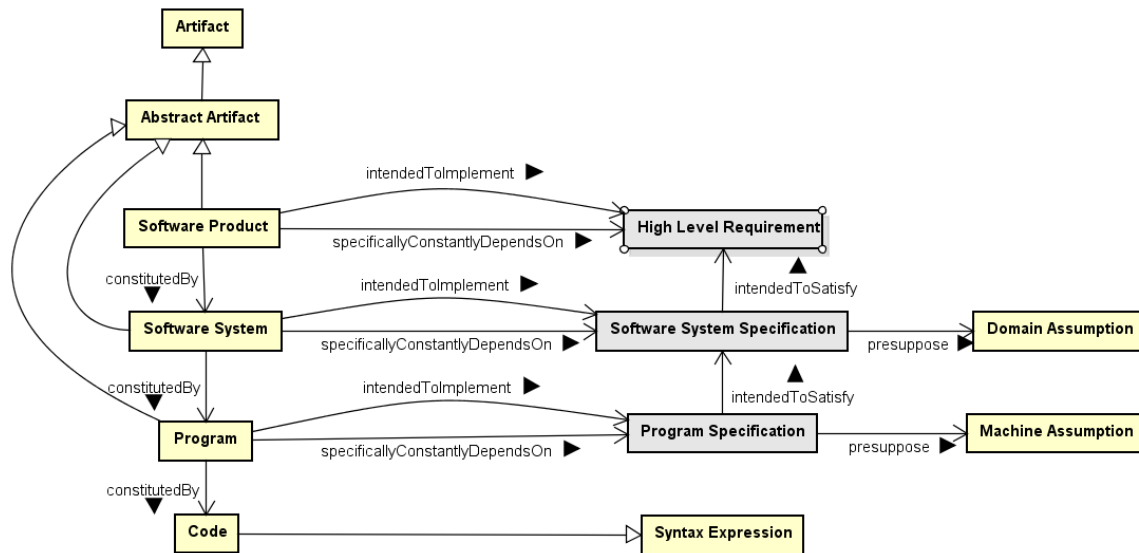 Artifact
Abstract Artifact
intendedToImplement
Software Product
High Level Requirement
specificallyConstantlyDependsOn
constitutedBy
intendedToImplement
intendedToSatisfy
Software System
Software System Specification
Domain Assumption
specificallyConstantlyDependsOn
presuppose
constitutedBy
intendedToImplement
intendedToSatisfy
Program
Program Specification
Machine Assumption
specificallyConstantlyDependsOn
presuppose
constitutedBy
Code
Syntax Expression